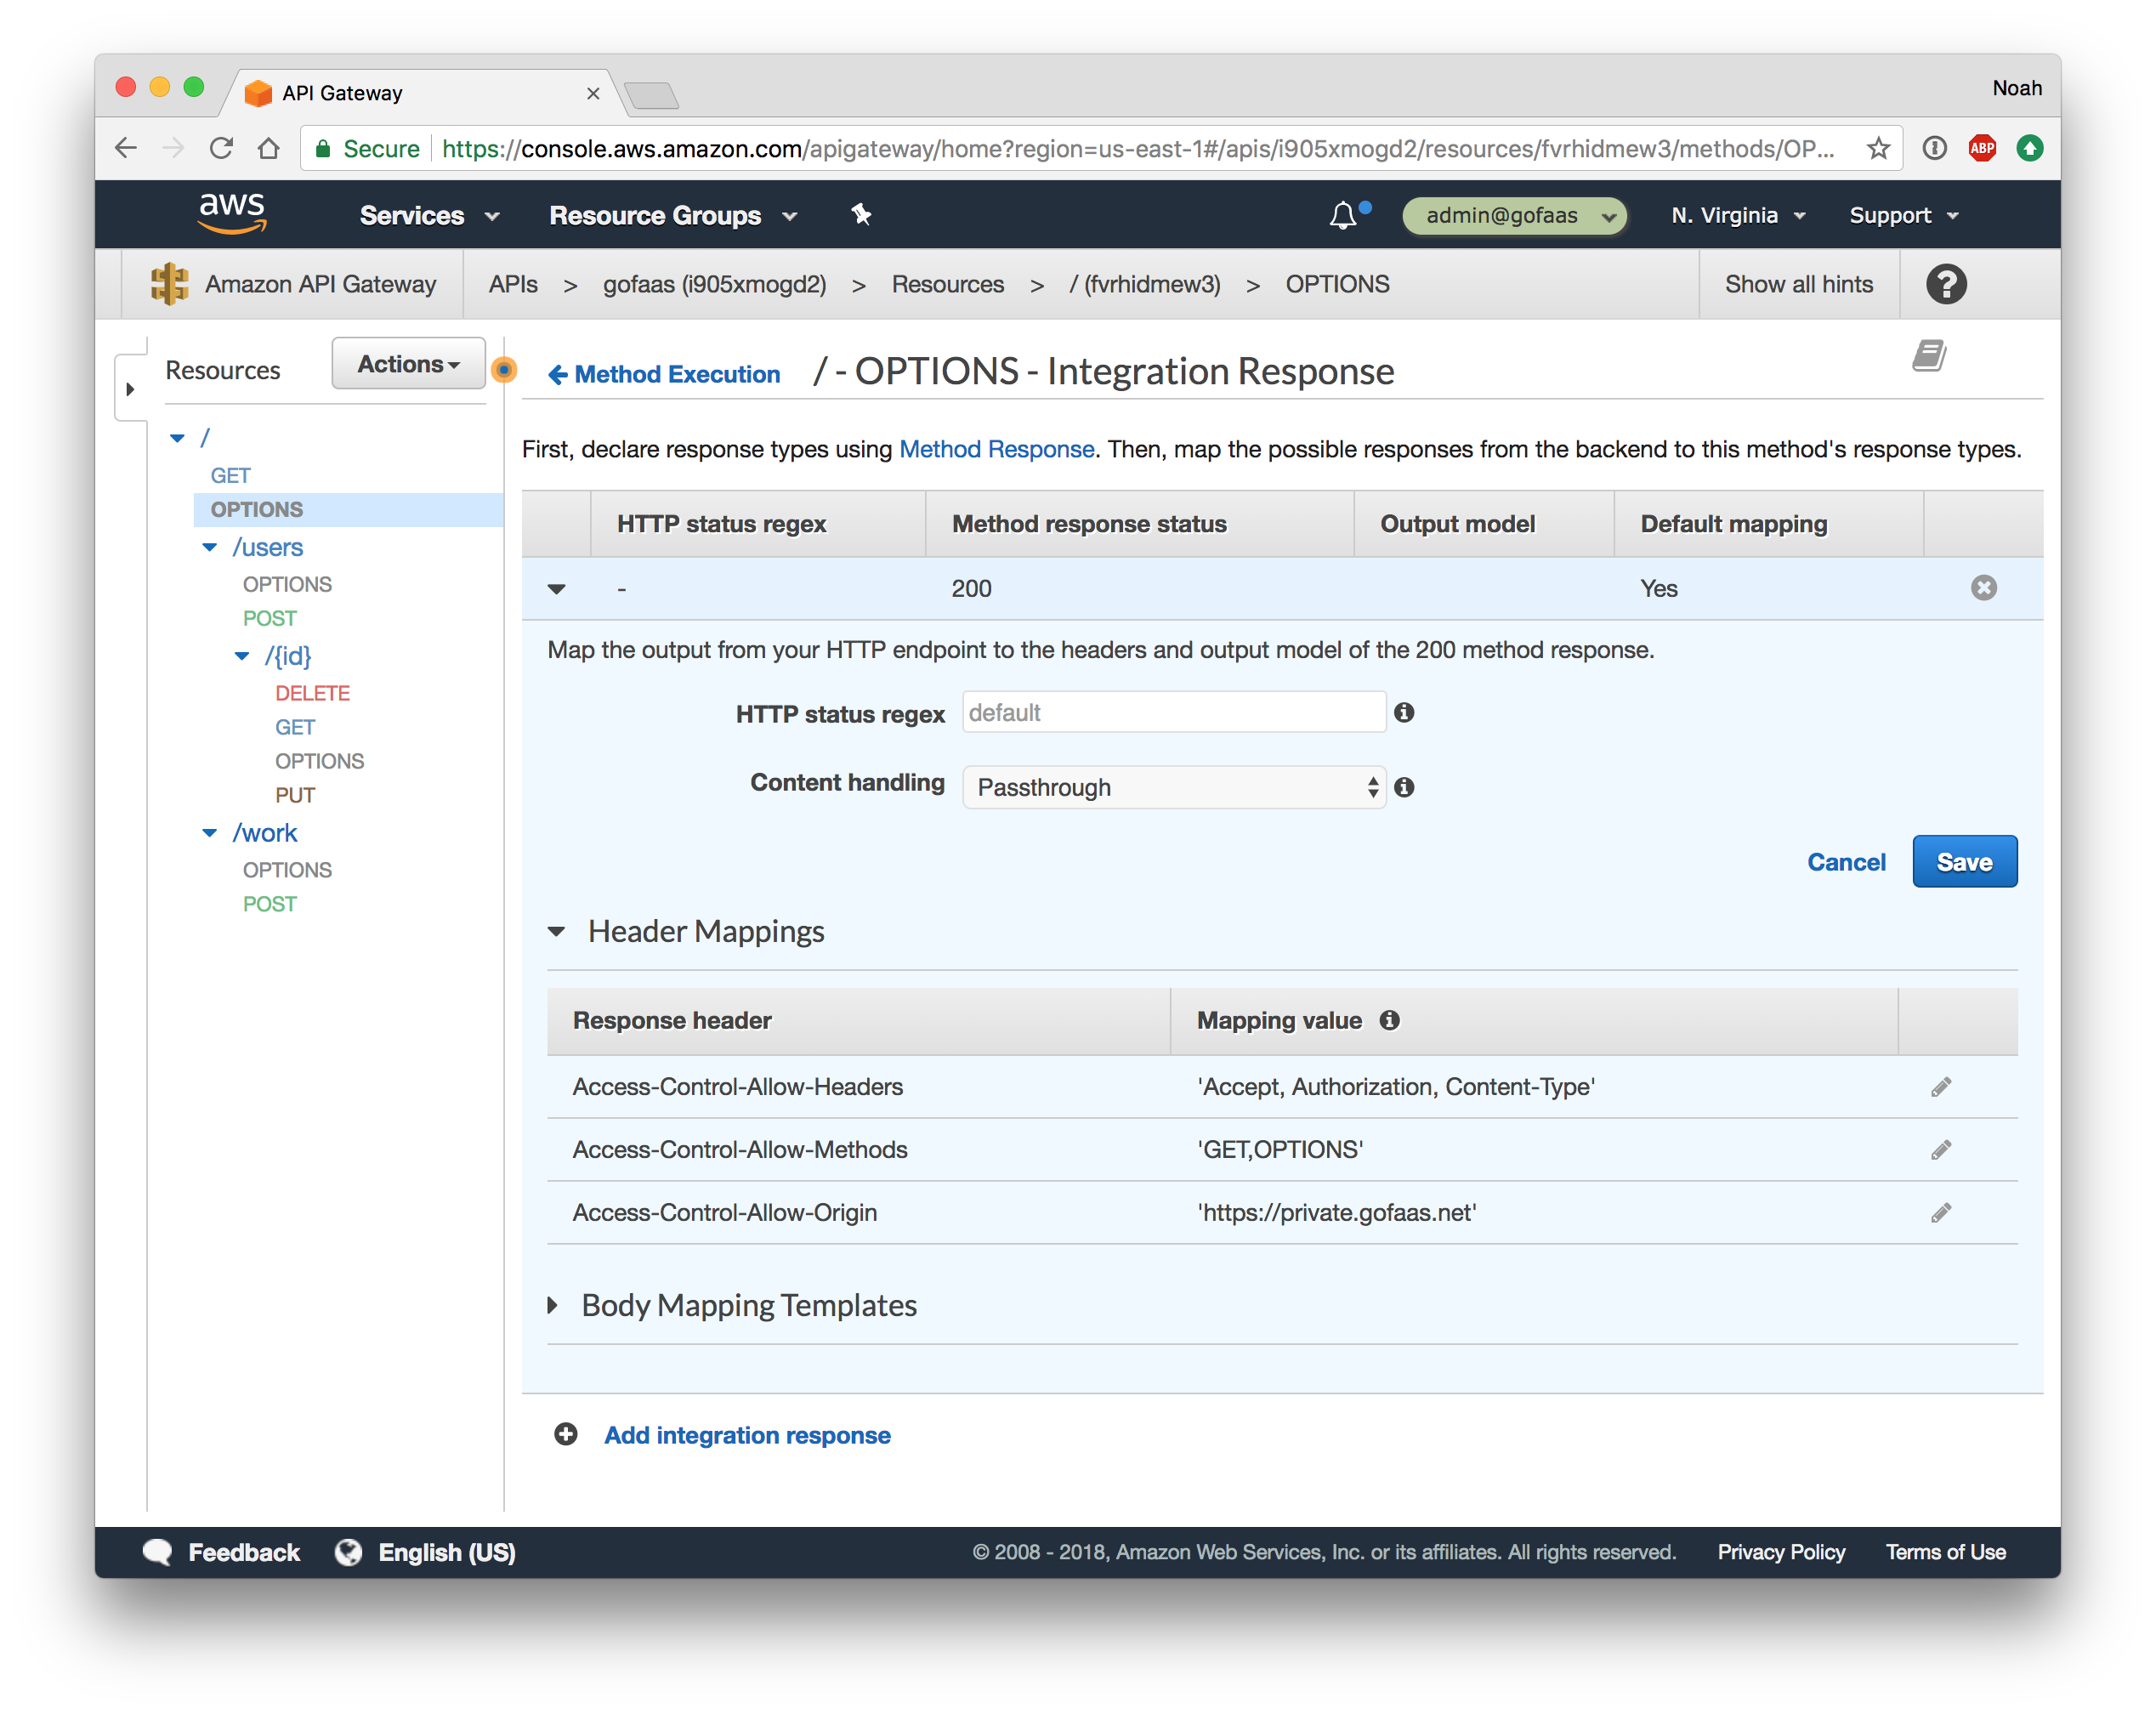 API Gateway
Noah
Secure https://console.aws.amazon.com/apigateway/home?region=us-east-1#/apis/i905xmogd2/resources/fvrhidmew3/methods/OP... ABP
aws Services Resource Groups admin@gofaas N. Virginia Support
Amazon API Gateway APIs > gofaas (i905xmogd2) > Resources > / (fvrhidmew3) > OPTIONS Show all hints ?
Resources Actions
/
GET
OPTIONS
/users
OPTIONS
POST
/{id}
DELETE
GET
OPTIONS
PUT
/work
OPTIONS
POST
Method Execution / - OPTIONS - Integration Response
First, declare response types using Method Response. Then, map the possible responses from the backend to this method's response types.
HTTP status regex Method response status Output model Default mapping
- 200 Yes
Map the output from your HTTP endpoint to the headers and output model of the 200 method response.
HTTP status regex default
Content handling Passthrough
Cancel Save
Header Mappings
Response header Mapping value
Access-Control-Allow-Headers 'Accept, Authorization, Content-Type'
Access-Control-Allow-Methods 'GET,OPTIONS'
Access-Control-Allow-Origin 'https://private.gofaas.net'
Body Mapping Templates
Add integration response
Feedback English (US) © 2008 - 2018, Amazon Web Services, Inc. or its affiliates. All rights reserved. Privacy Policy Terms of Use